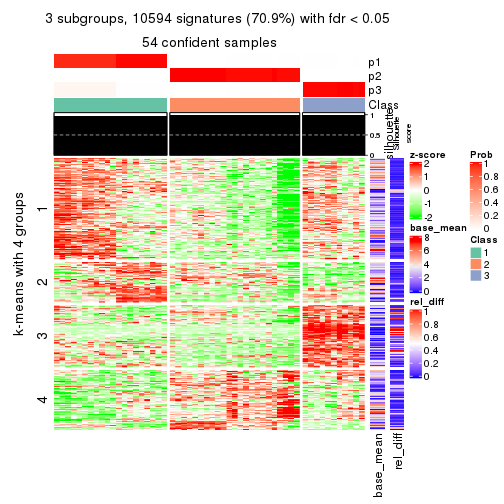 3 subgroups, 10594 signatures (70.9%) with fdr < 0.05
54 confident samples
p1
p2
p3
Class
1
0.5
0
silhouette
Silhouette
score
k-means with 4 groups
1
2
3
4
base_mean
rel_diff
z-score
2
1
0
-1
-2
base_mean
8
6
4
2
0
rel_diff
1
0.8
0.6
0.4
0.2
0
Prob
1
0.8
0.6
0.4
0.2
0
Class
1
2
3